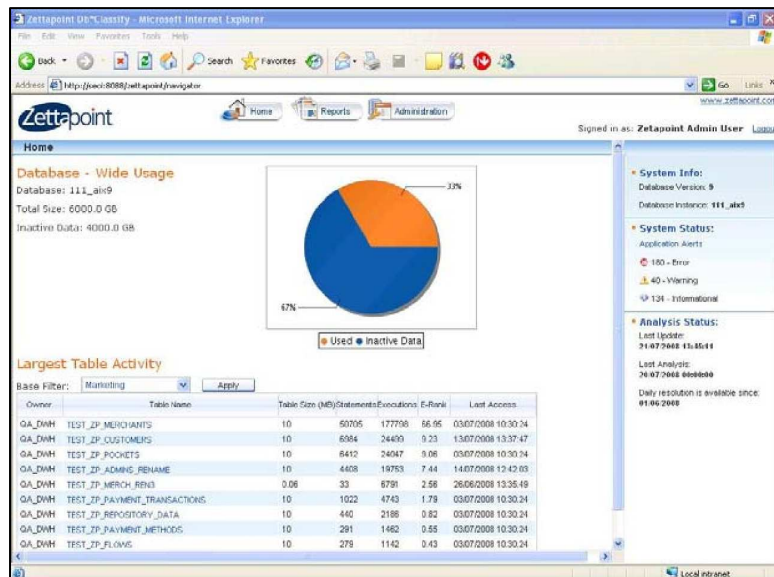 Zettapoint Db*Classify - Microsoft Internet Explorer
File Edit View Favorites Tools Help
Back Search Favorites
Address http://seci:8088/zettapoint/navigator Go Links
www.zettapoint.com
Zettapoint Home Reports Administration
Signed in as: Zetapoint Admin User Logout
Home
Database - Wide Usage
Database: 111_aix9
Total Size: 6000.0 GB
Inactive Data: 4000.0 GB
33%
67%
Used Inactive Data
Largest Table Activity
Base Filter: Marketing Apply
Owner Table Name Table Size (MB) Statements Executions E-Rank Last Access
QA_DWH TEST_ZP_MERCHANTS 10 50705 177798 66.95 03/07/2008 10:30:24
QA_DWH TEST_ZP_CUSTOMERS 10 6984 24499 9.23 13/07/2008 13:37:47
QA_DWH TEST_ZP_POCKETS 10 6412 24047 9.06 03/07/2008 10:30:24
QA_DWH TEST_ZP_ADMINS_RENAME 10 4408 19753 7.44 14/07/2008 12:42:03
QA_DWH TEST_ZP_MERCH_REN3 0.06 33 6791 2.56 26/06/2008 13:35:49
QA_DWH TEST_ZP_PAYMENT_TRANSACTIONS 10 1022 4743 1.79 03/07/2008 10:30:24
QA_DWH TEST_ZP_REPOSITORY_DATA 10 440 2186 0.82 03/07/2008 10:30:24
QA_DWH TEST_ZP_PAYMENT_METHODS 10 291 1462 0.55 03/07/2008 10:30:24
QA_DWH TEST_ZP_FLOWS 10 279 1142 0.43 03/07/2008 10:30:24
System Info:
Database Version: 9
Database Instance: 111_aix9
System Status:
Application Alerts
180 - Error
40 - Warning
134 - Informational
Analysis Status:
Last Update:
21/07/2008 13:45:11
Last Analysis:
20/07/2008 00:00:00
Daily resolution is available since:
01/06/2008
Local intranet